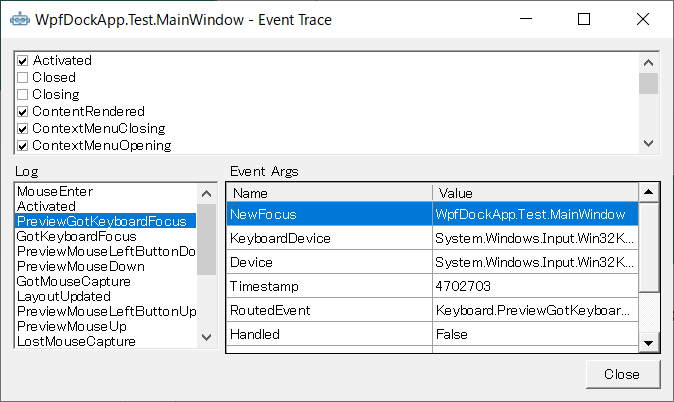 WpfDockApp.Test.MainWindow - Event Trace
Activated
Closed
Closing
ContentRendered
ContextMenuClosing
ContextMenuOpening
Log
MouseEnter
Activated
PreviewGotKeyboardFocus
GotKeyboardFocus
PreviewMouseLeftButtonDo
PreviewMouseDown
GotMouseCapture
LayoutUpdated
PreviewMouseLeftButtonUp
PreviewMouseUp
LostMouseCapture
Event Args
Name Value
NewFocus WpfDockApp.Test.MainWindow
KeyboardDevice System.Windows.Input.Win32K...
Device System.Windows.Input.Win32K...
Timestamp 4702703
RoutedEvent Keyboard.PreviewGotKeyboar...
Handled False
Close